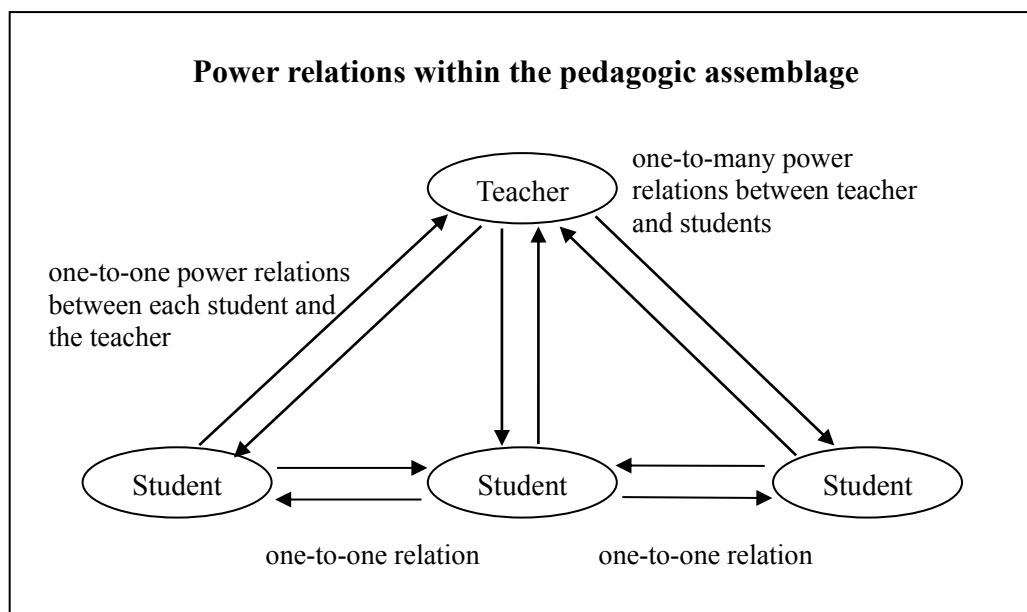 Power relations within the pedagogic assemblage
one-to-many power
relations between teacher
and students
Teacher
one-to-one power relations
between each student and
the teacher
Student
Student
Student
one-to-one relation
one-to-one relation